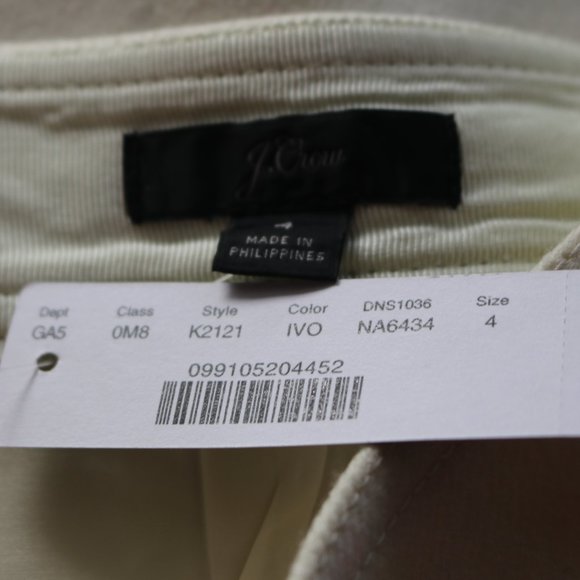 J.Crew
4
MADE IN
PHILIPPINES
Dept Class Style Color DNS1036 Size
GA5 0M8 K2121 IVO NA6434 4
099105204452